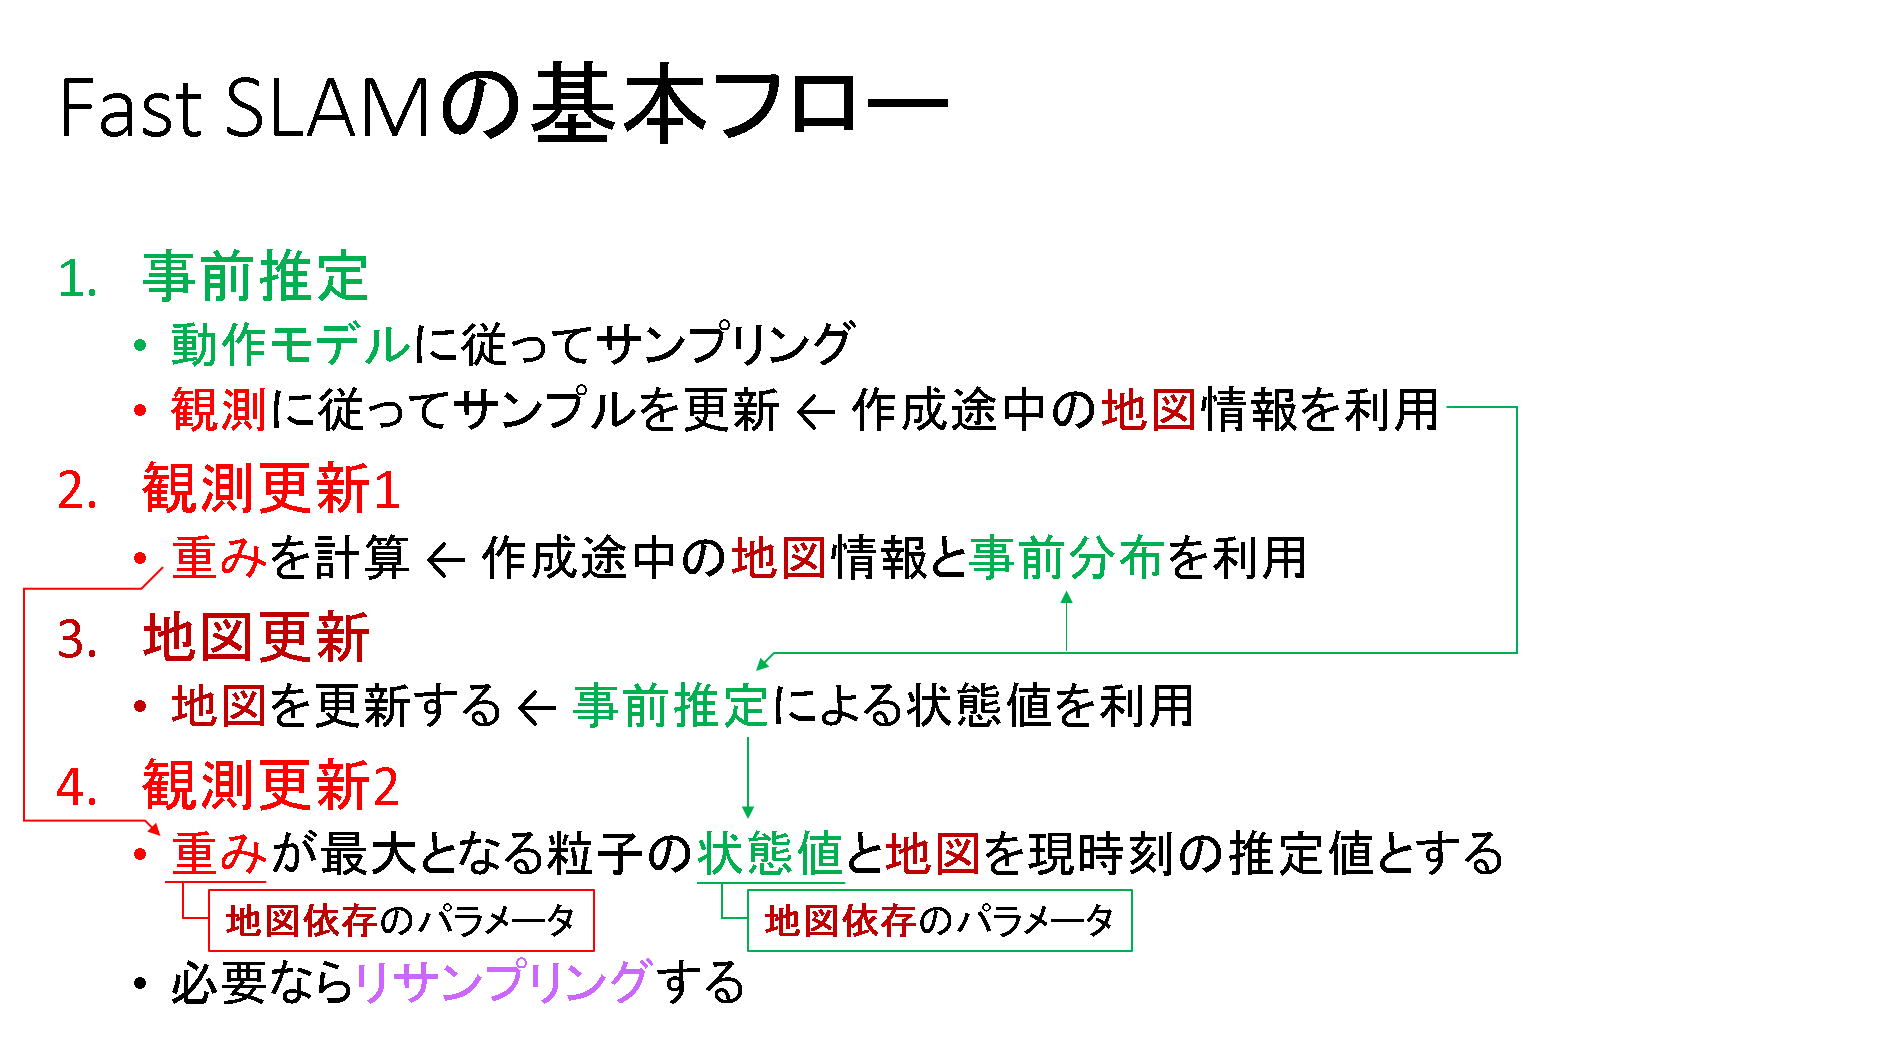 Fast SLAMの基本フロー
1. 事前推定
• 動作モデルに従ってサンプリング
• 観測に従ってサンプルを更新 ← 作成途中の地図情報を利用
2. 観測更新1
• 重みを計算 ← 作成途中の地図情報と事前分布を利用
3. 地図更新
• 地図を更新する ← 事前推定による状態値を利用
4. 観測更新2
• 重みが最大となる粒子の状態値と地図を現時刻の推定値とする
地図依存のパラメータ
地図依存のパラメータ
• 必要ならリサンプリングする